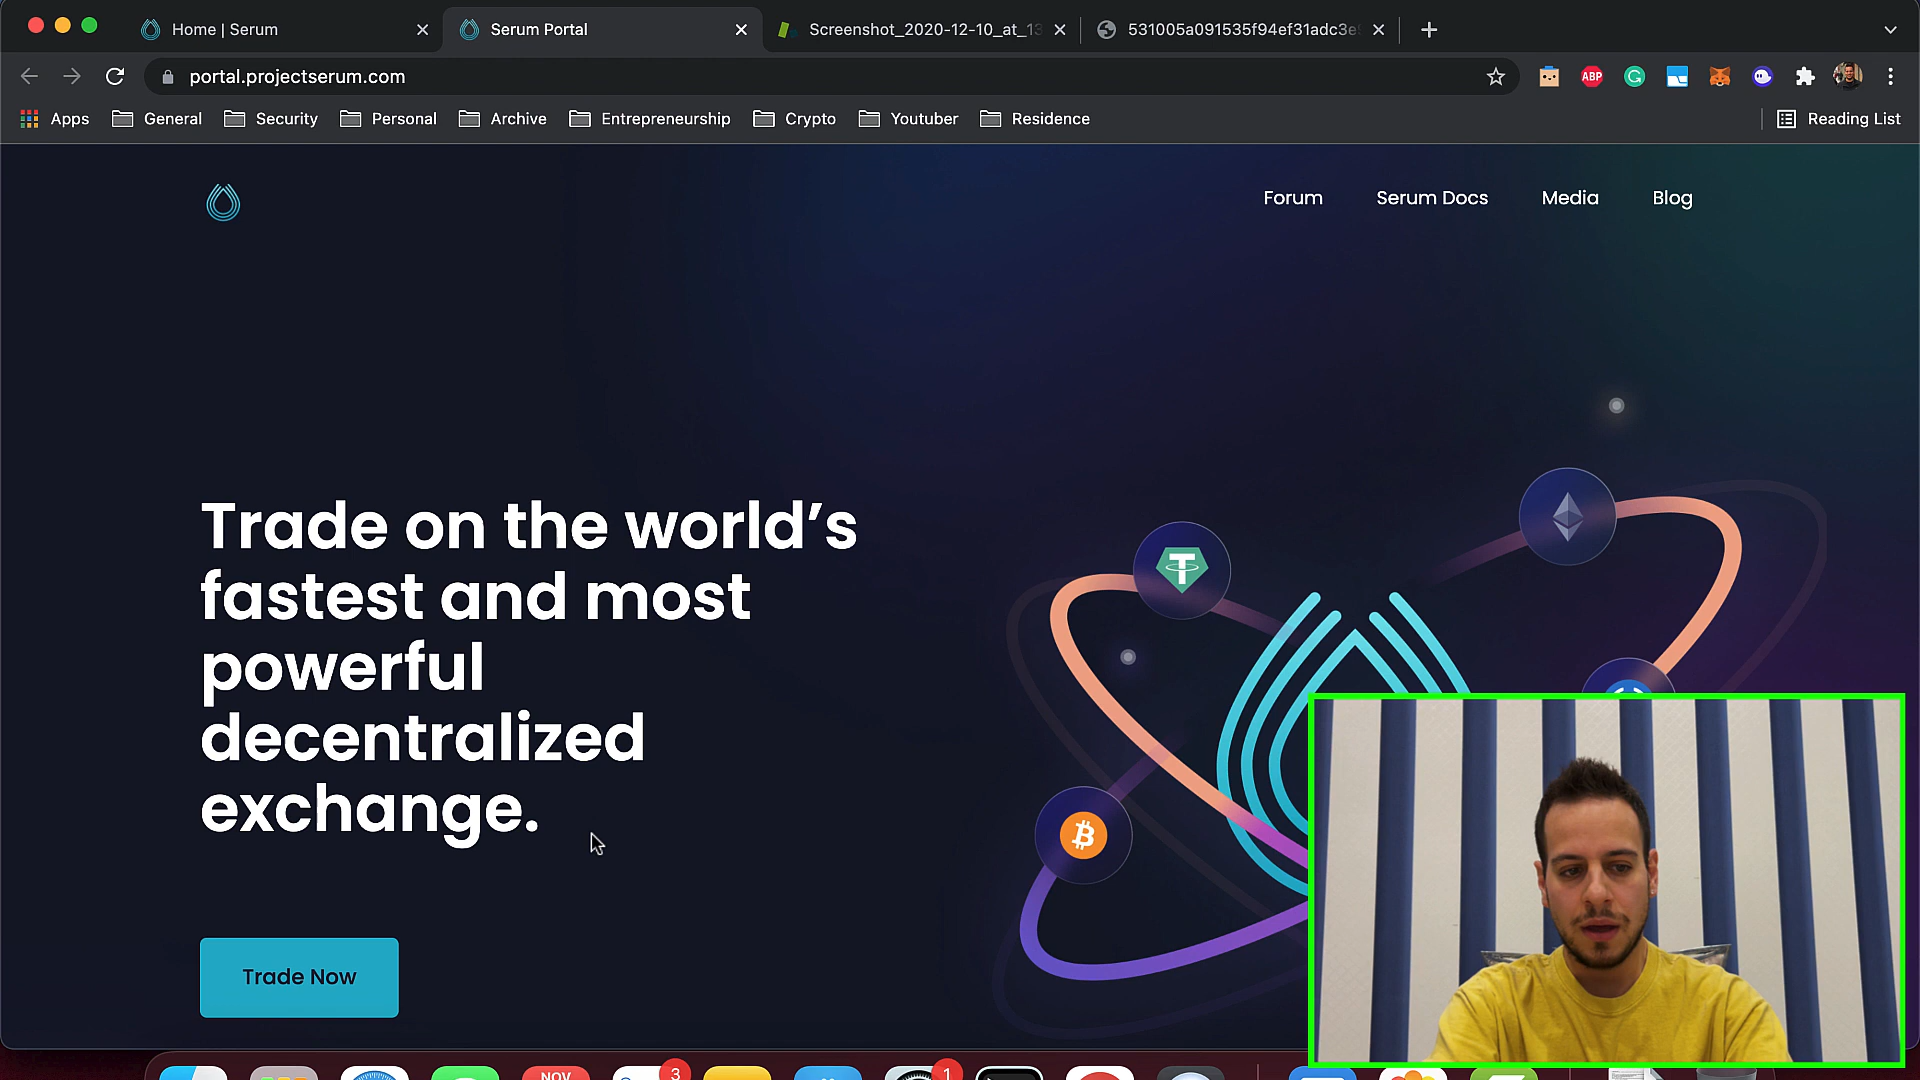 Home | Serum
Serum Portal
Screenshot_2020-12-10_at_13
531005a091535f94ef31adc3e
portal.projectserum.com
ABP
Apps
General
Security
Personal
Archive
Entrepreneurship
Crypto
Youtuber
Residence
Reading List
Forum
Serum Docs
Media
Blog
Trade on the world’s
fastest and most
powerful
decentralized
exchange.
Trade Now
NOV
3
1